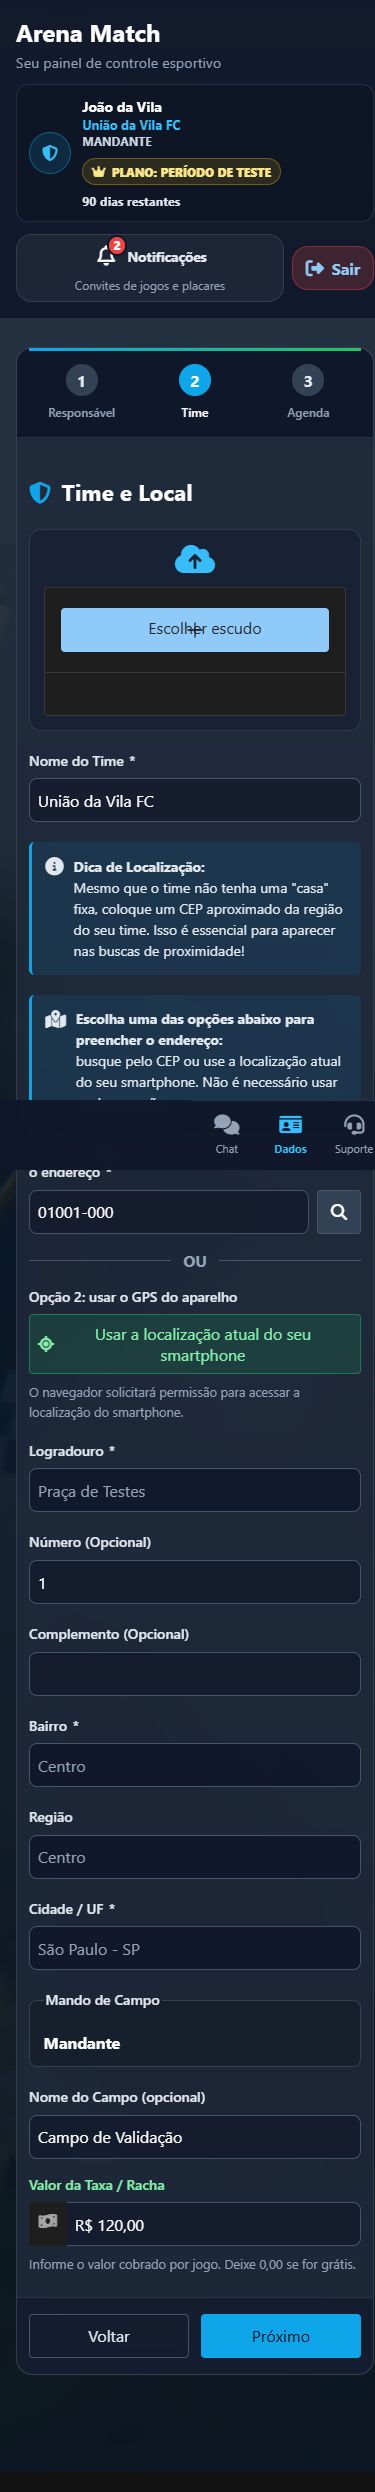 Arena Match
Seu painel de controle esportivo
João da Vila
União da Vila FC
MANDANTE
PLANO: PERÍODO DE TESTE
90 dias restantes
2
Notificações
Convites de jogos e placares
Sair
1
2
3
Responsável
Time
Agenda
Time e Local
Escolher escudo
Nome do Time *
União da Vila FC
Dica de Localização:
Mesmo que o time não tenha uma "casa"
fixa, coloque um CEP aproximado da região
do seu time. Isso é essencial para aparecer
nas buscas de proximidade!
Escolha uma das opções abaixo para
preencher o endereço:
busque pelo CEP ou use a localização atual
do seu smartphone. Não é necessário usar
Chat
Dados
Suporte
o endereço *
01001-000
OU
Opção 2: usar o GPS do aparelho
Usar a localização atual do seu
smartphone
O navegador solicitará permissão para acessar a
localização do smartphone.
Logradouro *
Praça de Testes
Número (Opcional)
1
Complemento (Opcional)
Bairro *
Centro
Região
Centro
Cidade / UF *
São Paulo - SP
Mando de Campo
Mandante
Nome do Campo (opcional)
Campo de Validação
Valor da Taxa / Racha
R$ 120,00
Informe o valor cobrado por jogo. Deixe 0,00 se for grátis.
Voltar
Próximo